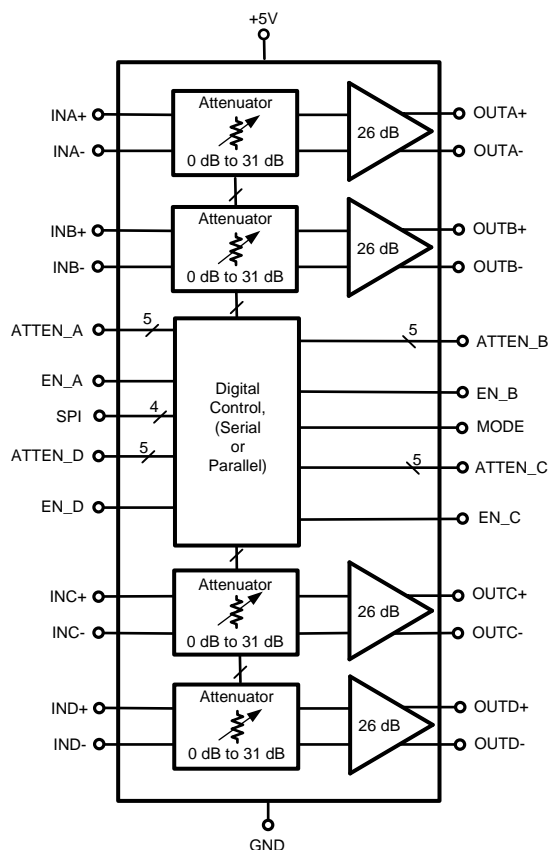 +5V
INA+
Attenuator
OUTA+
26 dB
INA-
0 dB to 31 dB
OUTA-
INB+
Attenuator
OUTB+
26 dB
INB-
0 dB to 31 dB
OUTB-
ATTEN_A
5
5
ATTEN_B
EN_A
Digital
Control,
(Serial
or
Parallel)
EN_B
SPI
4
MODE
ATTEN_D
5
5
ATTEN_C
EN_D
EN_C
INC+
Attenuator
OUTC+
26 dB
INC-
0 dB to 31 dB
OUTC-
IND+
Attenuator
OUTD+
26 dB
IND-
0 dB to 31 dB
OUTD-
GND